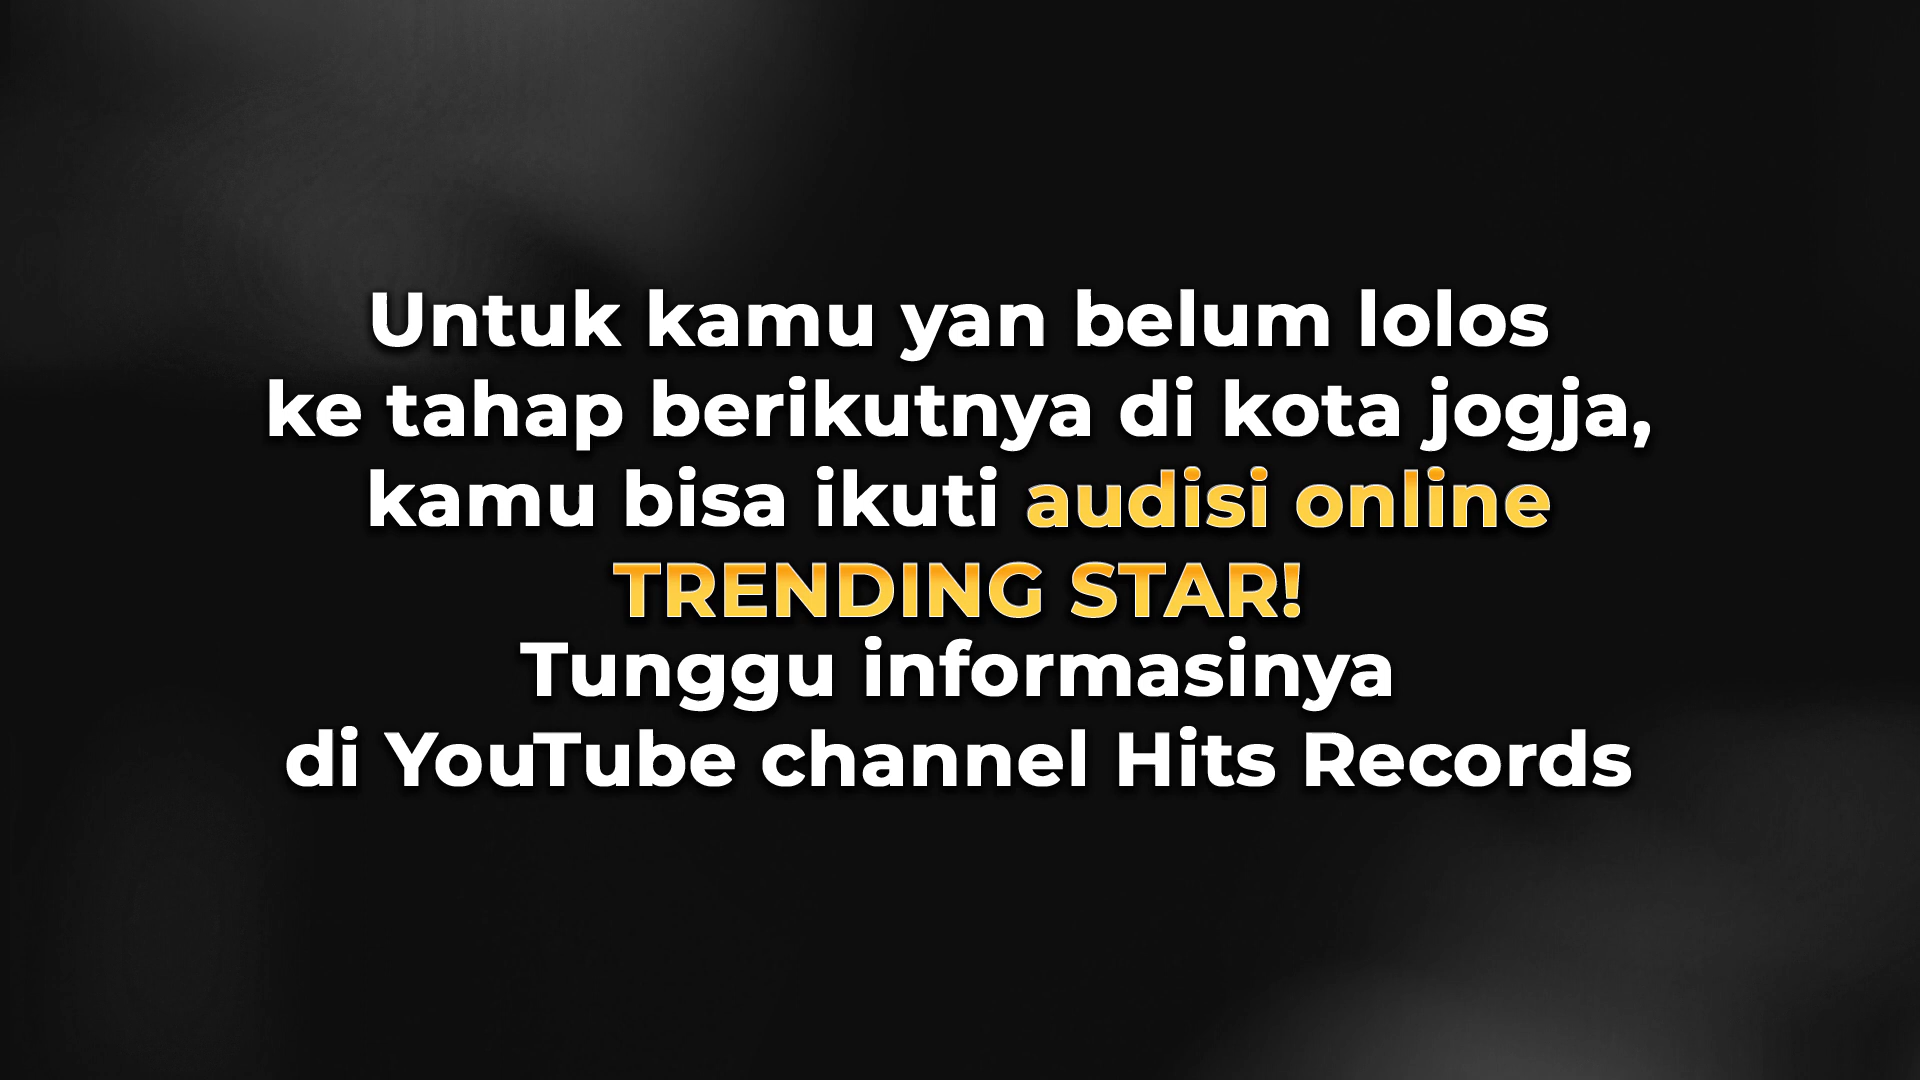 Untuk kamu yan belum lolos
ke tahap berikutnya di kota jogja,
kamu bisa ikuti audisi online
TRENDING STAR!
Tunggu informasinya
di YouTube channel Hits Records